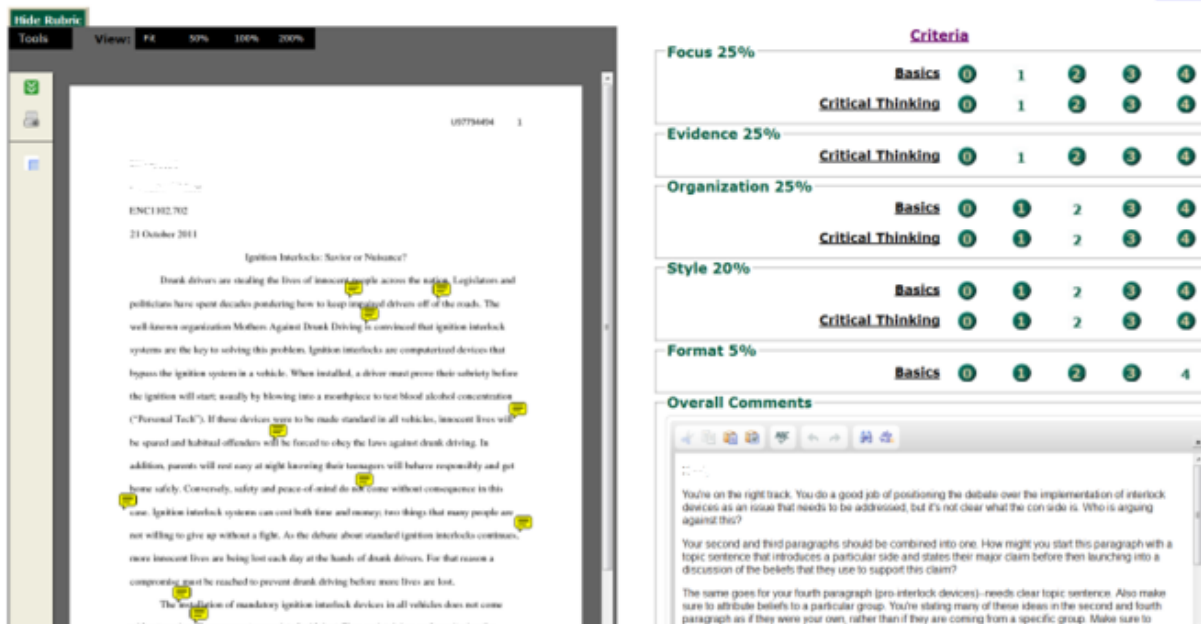 Hide Rubric
Tools View: Fit 50% 100% 200%
U97794494 1
ENC1102.702
21 October 2011
Ignition Interlocks: Savior or Nuisance?
Drunk drivers are stealing the lives of innocent people across the nation. Legislators and
politicians have spent decades pondering how to keep impaired drivers off of the roads. The
well-known organization Mothers Against Drunk Driving is convinced that ignition interlock
systems are the key to solving this problem. Ignition interlocks are computerized devices that
bypass the ignition system in a vehicle. When installed, a driver must prove their sobriety before
the ignition will start; usually by blowing into a mouthpiece to test blood alcohol concentration
("Personal Tech"). If these devices were to be made standard in all vehicles, innocent lives will
be spared and habitual offenders will be forced to obey the laws against drunk driving. In
addition, parents will rest easy at night knowing their teenagers will behave responsibly and get
home safely. Conversely, safety and peace-of-mind do not come without consequence in this
case. Ignition interlock systems can cost both time and money; two things that many people are
not willing to give up without a fight. As the debate about standard ignition interlocks continues,
more innocent lives are being lost each day at the hands of drunk drivers. For that reason a
compromise must be reached to prevent drunk driving before more lives are lost.
The installation of mandatory ignition interlock devices in all vehicles does not come
Criteria
Focus 25%
Basics 0 1 2 3 4
Critical Thinking 0 1 2 3 4
Evidence 25%
Critical Thinking 0 1 2 3 4
Organization 25%
Basics 0 1 2 3 4
Critical Thinking 0 1 2 3 4
Style 20%
Basics 0 1 2 3 4
Critical Thinking 0 1 2 3 4
Format 5%
Basics 0 1 2 3 4
Overall Comments
You're on the right track. You do a good job of positioning the debate over the implementation of interlock
devices as an issue that needs to be addressed, but it's not clear what the con side is. Who is arguing
against this?
Your second and third paragraphs should be combined into one. How might you start this paragraph with a
topic sentence that introduces a particular side and states their major claim before then launching into a
discussion of the beliefs that they use to support this claim?
The same goes for your fourth paragraph (pro-interlock devices)--needs clear topic sentence. Also make
sure to attribute beliefs to a particular group. You're stating many of these ideas in the second and fourth
paragraph as if they were your own, rather than if they are coming from a specific group. Make sure to